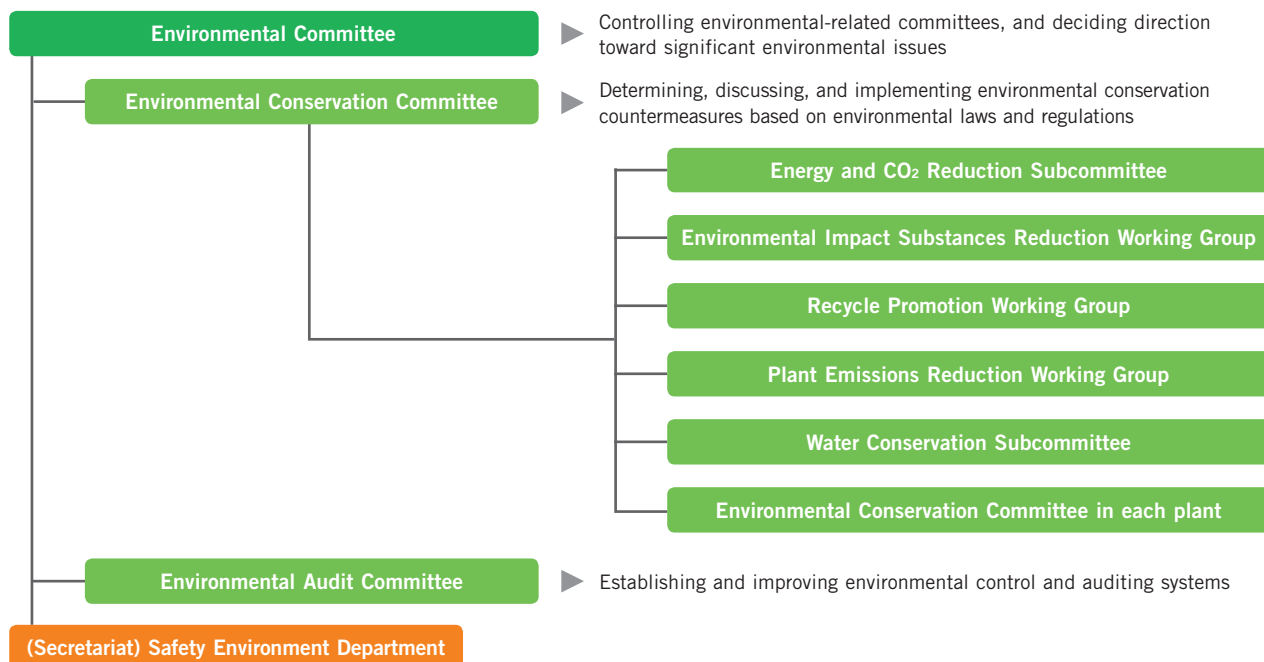 Environmental Committee
Controlling environmental-related committees, and deciding direction
toward significant environmental issues
Environmental Conservation Committee
Determining, discussing, and implementing environmental conservation
countermeasures based on environmental laws and regulations
Energy and CO₂ Reduction Subcommittee
Environmental Impact Substances Reduction Working Group
Recycle Promotion Working Group
Plant Emissions Reduction Working Group
Water Conservation Subcommittee
Environmental Conservation Committee in each plant
Environmental Audit Committee
Establishing and improving environmental control and auditing systems
(Secretariat) Safety Environment Department